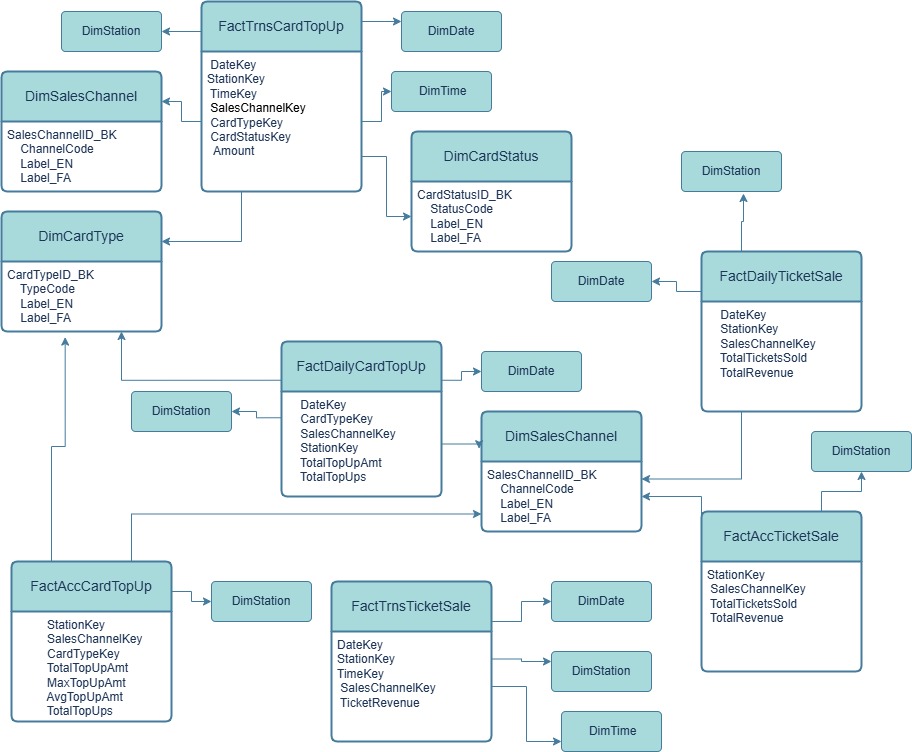 DimStation
FactTrnsCardTopUp
DateKey
StationKey
TimeKey
SalesChannelKey
CardTypeKey
CardStatusKey
Amount
DimDate
DimTime
DimSalesChannel
SalesChannelID_BK
ChannelCode
Label_EN
Label_FA
DimCardStatus
CardStatusID_BK
StatusCode
Label_EN
Label_FA
DimCardType
CardTypeID_BK
TypeCode
Label_EN
Label_FA
DimStation
DimDate
FactDailyTicketSale
DateKey
StationKey
SalesChannelKey
TotalTicketsSold
TotalRevenue
FactDailyCardTopUp
DateKey
CardTypeKey
SalesChannelKey
StationKey
TotalTopUpAmt
TotalTopUps
DimDate
DimStation
DimSalesChannel
SalesChannelID_BK
ChannelCode
Label_EN
Label_FA
DimStation
FactAccTicketSale
StationKey
SalesChannelKey
TotalTicketsSold
TotalRevenue
FactAccCardTopUp
StationKey
SalesChannelKey
CardTypeKey
TotalTopUpAmt
MaxTopUpAmt
AvgTopUpAmt
TotalTopUps
DimStation
FactTrnsTicketSale
DateKey
StationKey
TimeKey
SalesChannelKey
TicketRevenue
DimDate
DimStation
DimTime